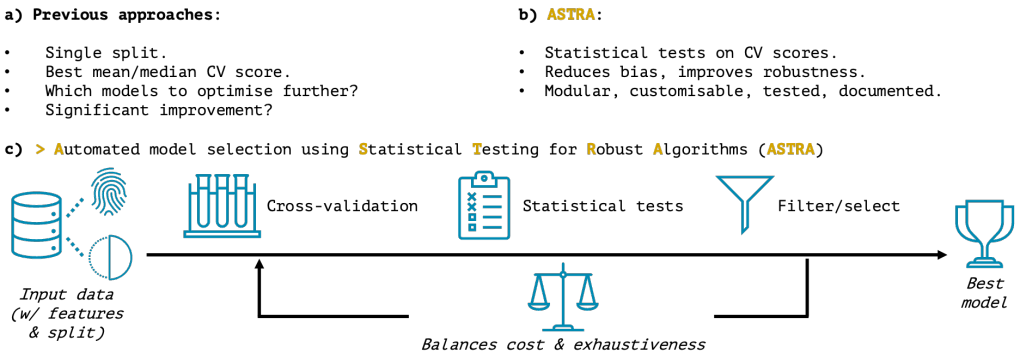 a) Previous approaches:
• Single split.
• Best mean/median CV score.
• Which models to optimise further?
• Significant improvement?
b) ASTRA:
• Statistical tests on CV scores.
• Reduces bias, improves robustness.
• Modular, customisable, tested, documented.
c) > Automated model selection using Statistical Testing for Robust Algorithms (ASTRA)
Cross-validation
Statistical tests
Filter/select
Input data
(w/ features
& split)
Best
model
Balances cost & exhaustiveness